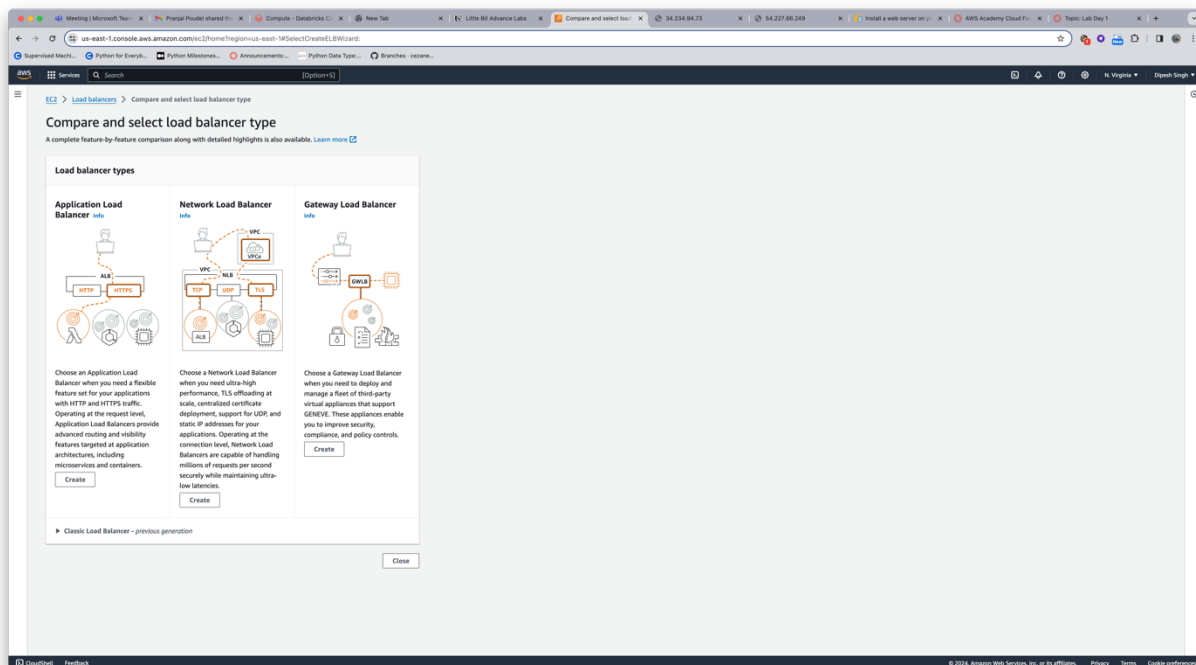 Meeting | Microsoft Team
Pranjal Poudel shared th
Compute - Databricks C
New Tab
Little Bii Advance Labs
Compare and select load
34.234.94.73
54.227.66.249
Install a web server on yo
AWS Academy Cloud Fo
Topic: Lab Day 1
us-east-1.console.aws.amazon.com/ec2/home?region=us-east-1#SelectCreateELBWizard:
Supervised Machi...
Python for Everyb...
Python Milestones...
Announcements:...
Python Data Type:...
Branches · cezane...
aws
Services
Search
[Option+S]
N. Virginia
Dipesh Singh
EC2 > Load balancers > Compare and select load balancer type
Compare and select load balancer type
A complete feature-by-feature comparison along with detailed highlights is also available. Learn more
Load balancer types
Application Load
Balancer Info
ALB
HTTP
HTTPS
Choose an Application Load
Balancer when you need a flexible
feature set for your applications
with HTTP and HTTPS traffic.
Operating at the request level,
Application Load Balancers provide
advanced routing and visibility
features targeted at application
architectures, including
microservices and containers.
Create
Network Load Balancer
Info
VPC
VPCe
VPC
NLB
TCP
UDP
TLS
ALB
Choose a Network Load Balancer
when you need ultra-high
performance, TLS offloading at
scale, centralized certificate
deployment, support for UDP, and
static IP addresses for your
applications. Operating at the
connection level, Network Load
Balancers are capable of handling
millions of requests per second
securely while maintaining ultra-
low latencies.
Create
Gateway Load Balancer
Info
GWLB
Choose a Gateway Load Balancer
when you need to deploy and
manage a fleet of third-party
virtual appliances that support
GENEVE. These appliances enable
you to improve security,
compliance, and policy controls.
Create
Classic Load Balancer - previous generation
Close
CloudShell
Feedback
© 2024, Amazon Web Services, Inc. or its affiliates.
Privacy
Terms
Cookie preferences